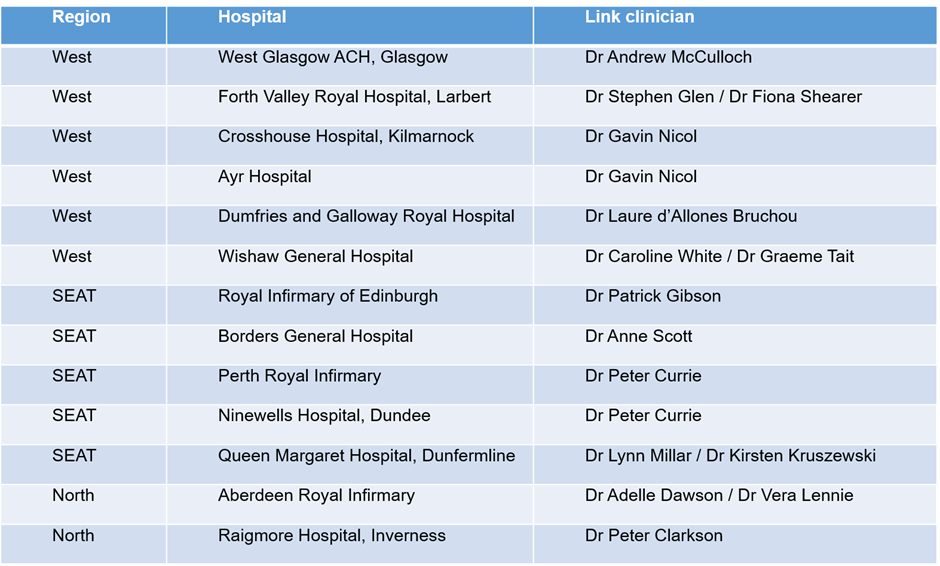 Region Hospital Link clinician
West West Glasgow ACH, Glasgow Dr Andrew McCulloch
West Forth Valley Royal Hospital, Larbert Dr Stephen Glen / Dr Fiona Shearer
West Crosshouse Hospital, Kilmarnock Dr Gavin Nicol
West Ayr Hospital Dr Gavin Nicol
West Dumfries and Galloway Royal Hospital Dr Laure d’Allones Bruchou
West Wishaw General Hospital Dr Caroline White / Dr Graeme Tait
SEAT Royal Infirmary of Edinburgh Dr Patrick Gibson
SEAT Borders General Hospital Dr Anne Scott
SEAT Perth Royal Infirmary Dr Peter Currie
SEAT Ninewells Hospital, Dundee Dr Peter Currie
SEAT Queen Margaret Hospital, Dunfermline Dr Lynn Millar / Dr Kirsten Kruszewski
North Aberdeen Royal Infirmary Dr Adelle Dawson / Dr Vera Lennie
North Raigmore Hospital, Inverness Dr Peter Clarkson